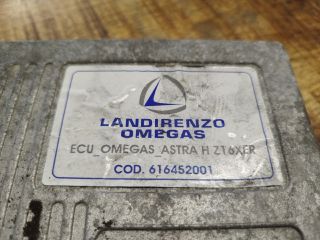 LANDIRENZO
OMEGAS
ECU_OMEGAS_ASTRA H Z16XER
COD. 616452001